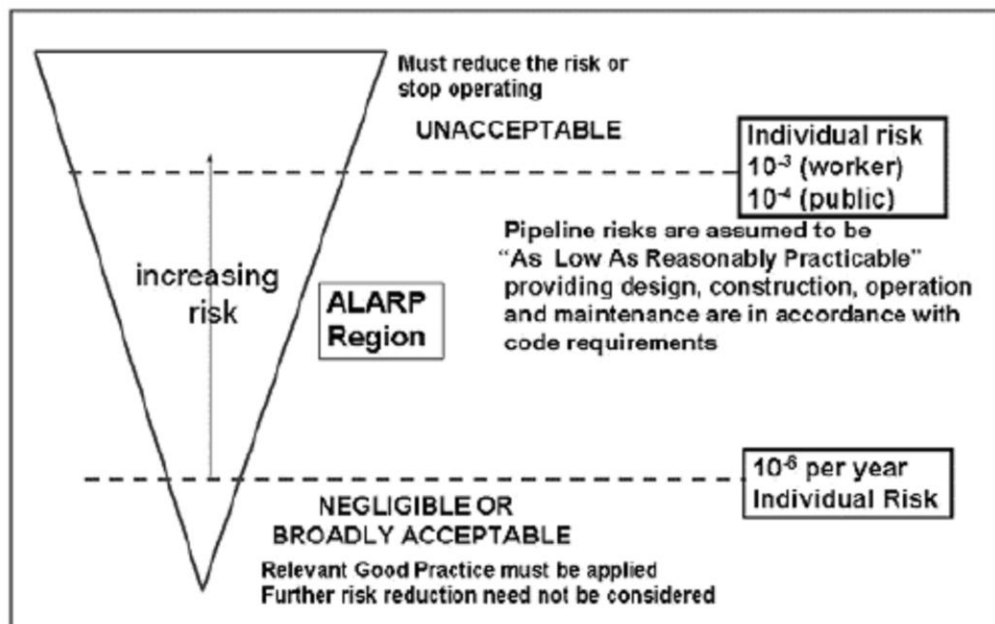 Must reduce the risk or
stop operating
UNACCEPTABLE
Individual risk
10⁻³ (worker)
10⁻⁴ (public)
Pipeline risks are assumed to be
“As Low As Reasonably Practicable”
providing design, construction, operation
and maintenance are in accordance with
code requirements
increasing
risk
ALARP
Region
10⁻⁶ per year
Individual Risk
NEGLIGIBLE OR
BROADLY ACCEPTABLE
Relevant Good Practice must be applied
Further risk reduction need not be considered